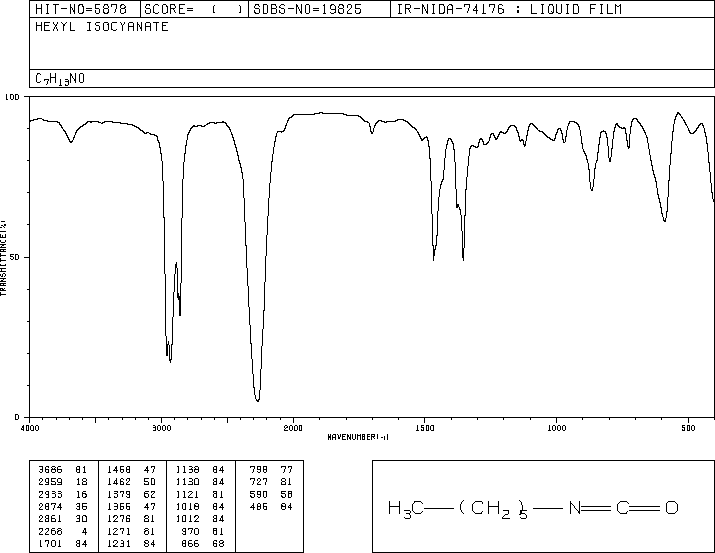 HIT-NO=5878 SCORE= ( ) SDBS-NO=19825 IR-NIDA-74176 : LIQUID FILM
HEXYL ISOCYANATE
C7H13NO
100
50
0
TRANSMITTANCE(%)
4000 3000 2000 1500 1000 500
WAVENUMBER(-1)
3686 81 1468 47 1138 84 798 77
2959 18 1462 50 1130 84 727 81
2933 16 1379 62 1121 81 590 58
2874 35 1355 47 1018 84 486 84
2861 30 1276 81 1012 84
2268 4 1271 81 970 81
1701 84 1231 84 866 68
H3C—(CH2)5—N=C=O